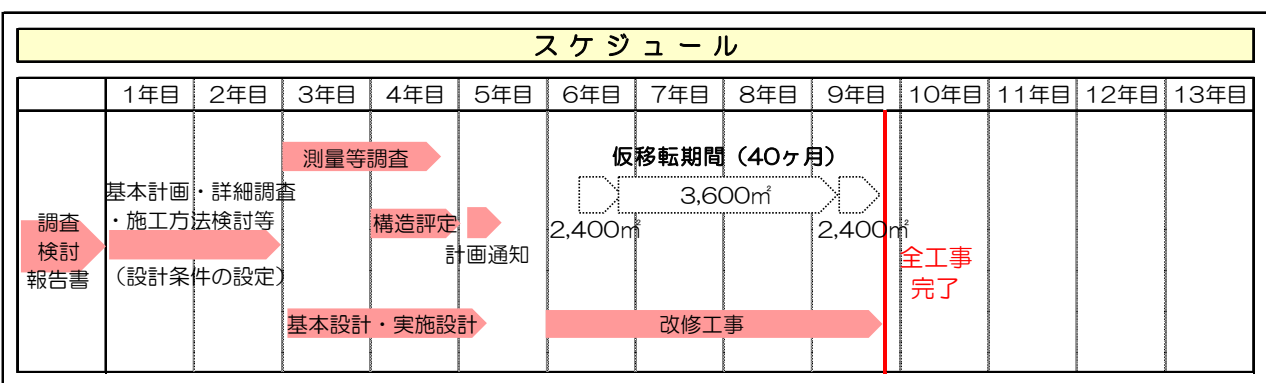 スケジュール
1年目 2年目 3年目 4年目 5年目 6年目 7年目 8年目 9年目 10年目 11年目 12年目 13年目
調査
検討
報告書
基本計画・詳細調査
・施工方法検討等
（設計条件の設定）
測量等調査
構造評定
計画通知
基本設計・実施設計
仮移転期間（40ヶ月）
3,600㎡
2,400㎡
2,400㎡
改修工事
全工事
完了